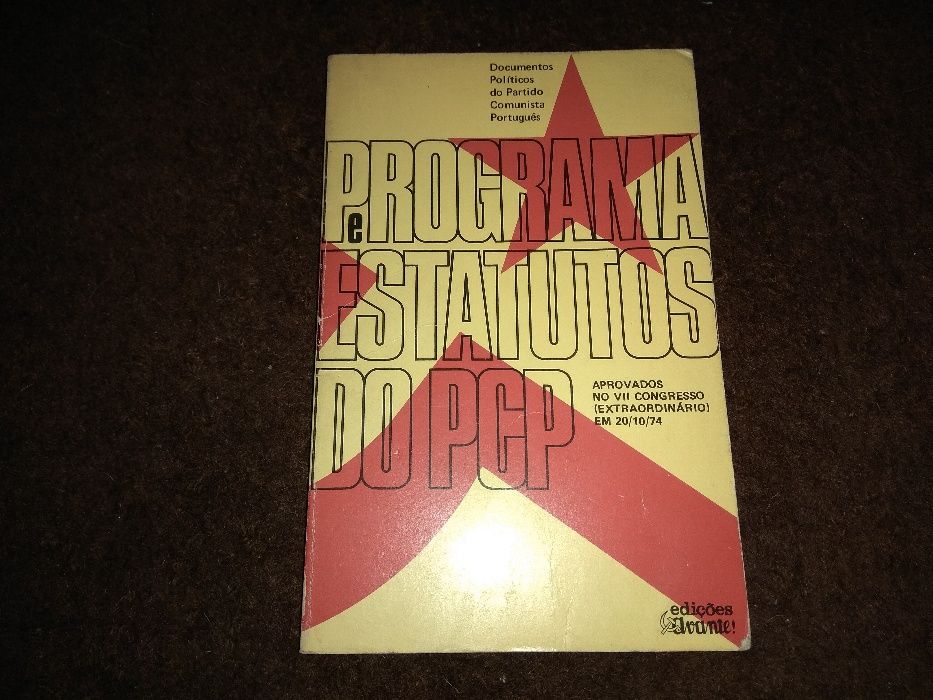 Documentos
Políticos
do Partido
Comunista
Português
PROGRAMA
e
ESTATUTOS
DO PCP
APROVADOS
NO VII CONGRESSO
(EXTRAORDINÁRIO)
EM 20/10/74
edições
Avante!